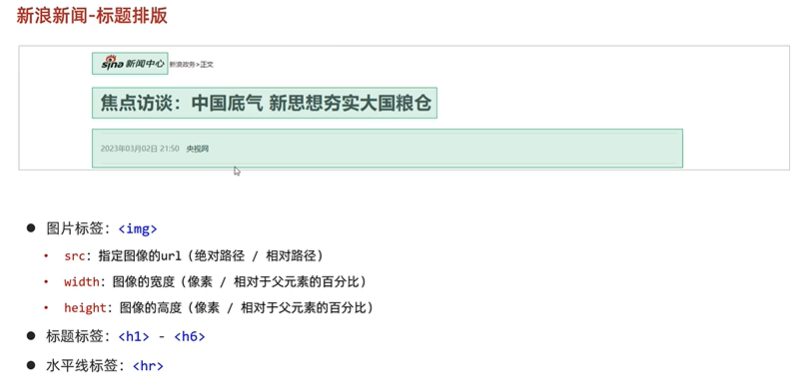 新浪新闻-标题排版
sina 新闻中心 新浪政务>正文
焦点访谈：中国底气 新思想夯实大国粮仓
2023年03月02日 21:50 央视网
● 图片标签：<img>
• src：指定图像的url（绝对路径 / 相对路径）
• width：图像的宽度（像素 / 相对于父元素的百分比）
• height：图像的高度（像素 / 相对于父元素的百分比）
● 标题标签：<h1> - <h6>
● 水平线标签：<hr>